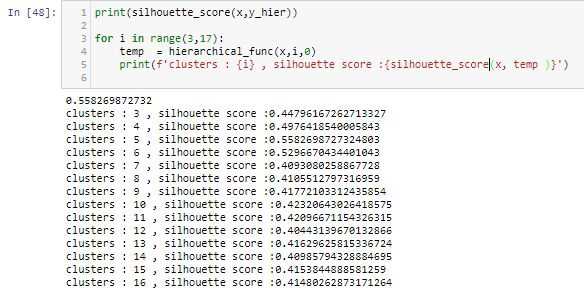 In [48]:
1 print(silhouette_score(x,y_hier))
2
3 for i in range(3,17):
4     temp  = hierarchical_func(x,i,0)
5     print(f'clusters : {i} , silhouette score :{silhouette_score(x, temp )}')
6
0.558269872732
clusters : 3 , silhouette score :0.44796167262713327
clusters : 4 , silhouette score :0.4976418540005843
clusters : 5 , silhouette score :0.5582698727324803
clusters : 6 , silhouette score :0.5296670434401043
clusters : 7 , silhouette score :0.4093080258867728
clusters : 8 , silhouette score :0.4105512797316959
clusters : 9 , silhouette score :0.41772103312435854
clusters : 10 , silhouette score :0.42320643026418575
clusters : 11 , silhouette score :0.42096671154326315
clusters : 12 , silhouette score :0.40443139670132866
clusters : 13 , silhouette score :0.41629625815336724
clusters : 14 , silhouette score :0.40985794328884695
clusters : 15 , silhouette score :0.4153844888581259
clusters : 16 , silhouette score :0.41480262873171264